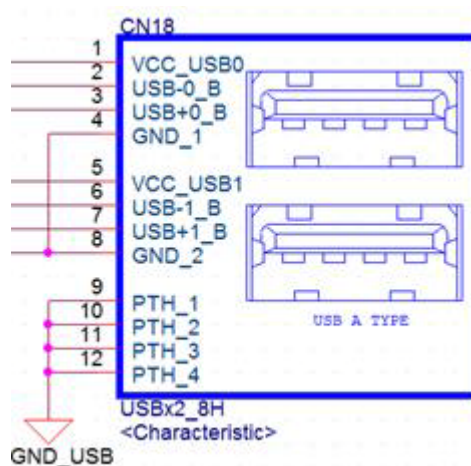 CN18
1 VCC_USB0
2 USB-0_B
3 USB+0_B
4 GND_1
5 VCC_USB1
6 USB-1_B
7 USB+1_B
8 GND_2
9 PTH_1
10 PTH_2
11 PTH_3
12 PTH_4
USB A TYPE
USBx2_8H
<Characteristic>
GND_USB